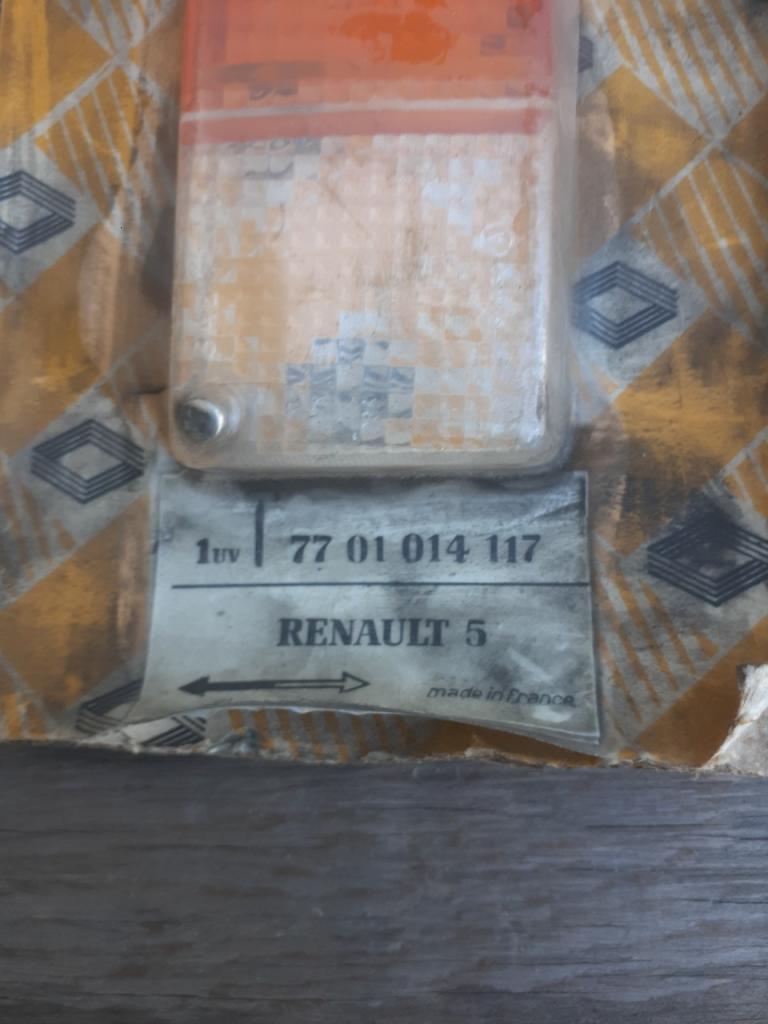 1UV 77 01 014 117
RENAULT 5
made in France